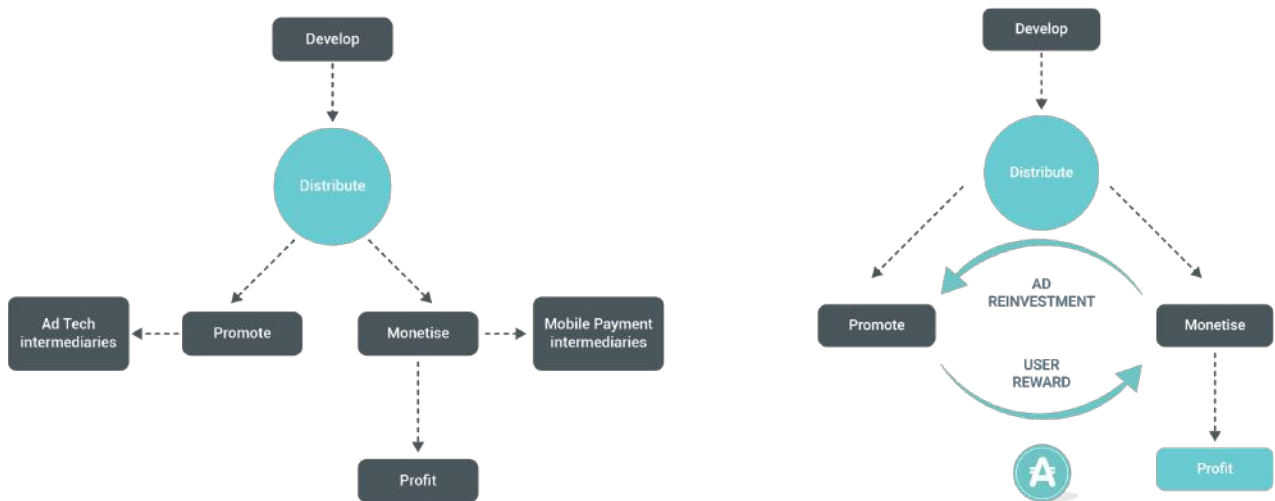 Develop
Distribute
Ad Tech
intermediaries
Promote
Monetise
Mobile Payment
intermediaries
Profit
Develop
Distribute
AD
REINVESTMENT
Promote
Monetise
USER
REWARD
Profit